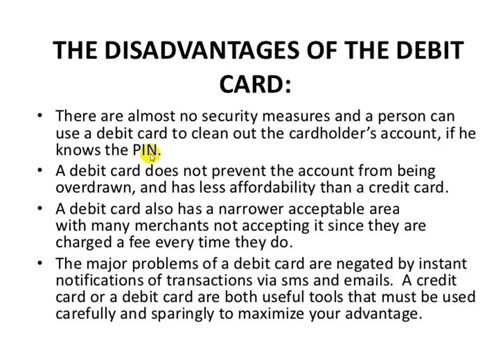 THE DISADVANTAGES OF THE DEBIT
CARD:
• There are almost no security measures and a person can
use a debit card to clean out the cardholder's account, if he
knows the PIN.
• A debit card does not prevent the account from being
overdrawn, and has less affordability than a credit card.
• A debit card also has a narrower acceptable area
with many merchants not accepting it since they are
charged a fee every time they do.
• The major problems of a debit card are negated by instant
notifications of transactions via sms and emails.  A credit
card or a debit card are both useful tools that must be used
carefully and sparingly to maximize your advantage.